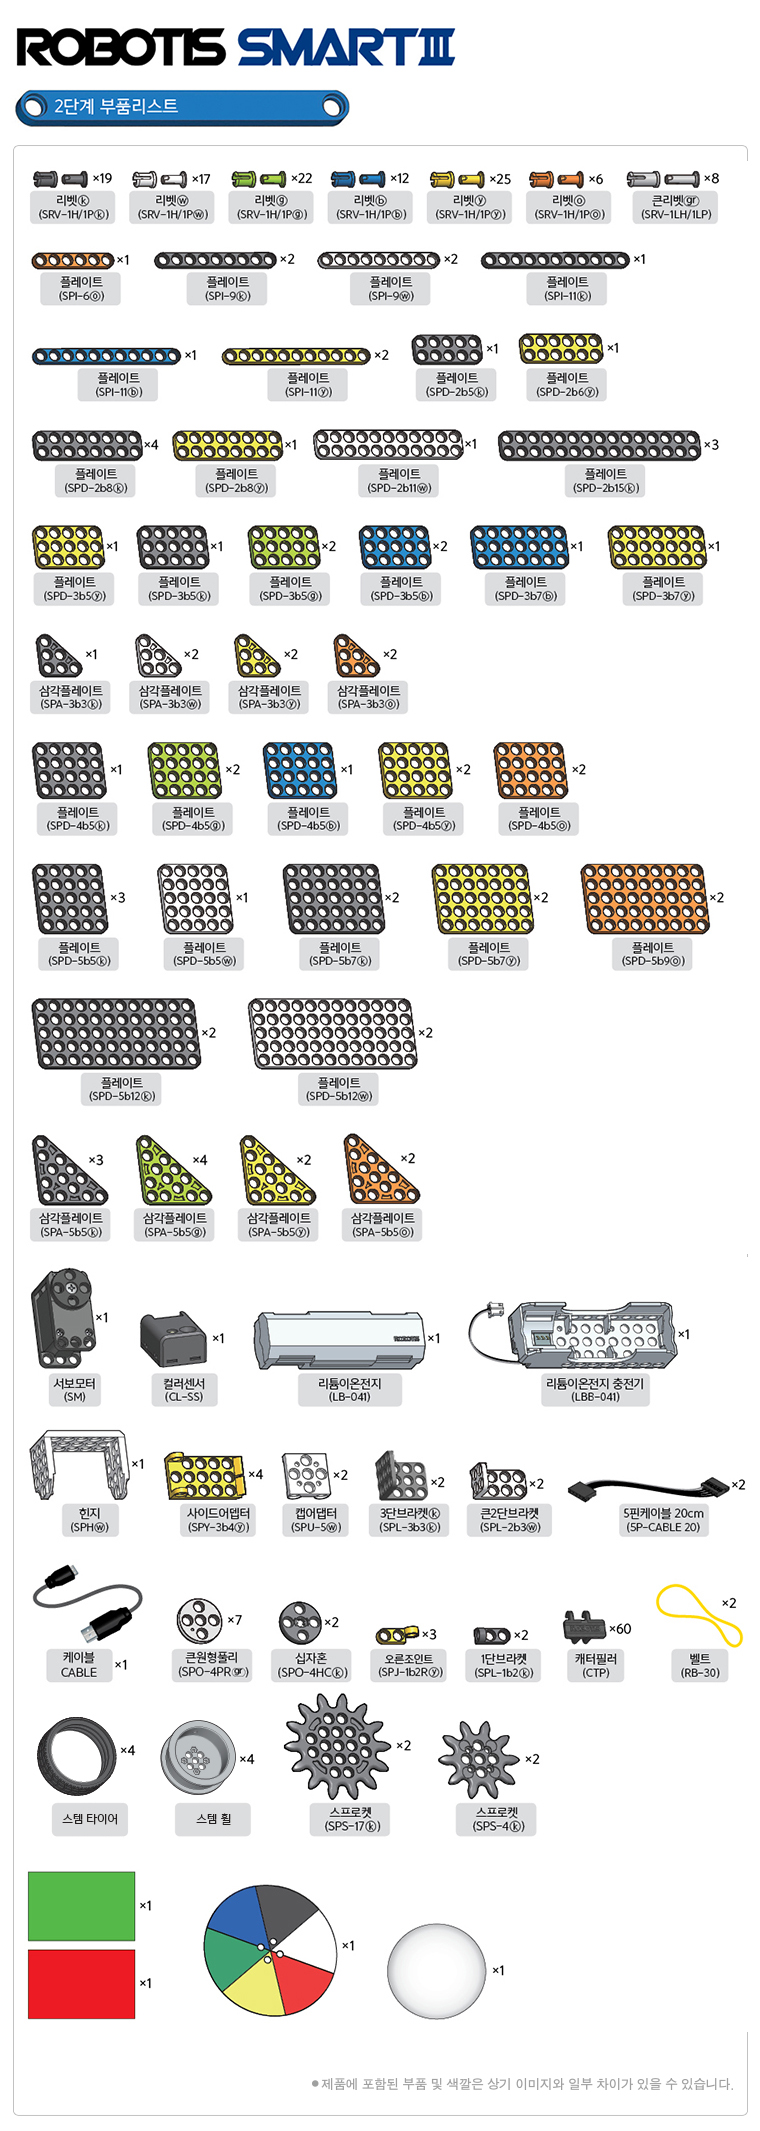 ROBOTIS SMART III
2단계 부품리스트
×19 ×17 ×22 ×12 ×25 ×6 ×8
리벳ⓚ 리벳ⓦ 리벳ⓖ 리벳ⓑ 리벳ⓨ 리벳ⓞ 큰리벳gr
(SRV-1H/1Pⓚ) (SRV-1H/1Pⓦ) (SRV-1H/1Pⓖ) (SRV-1H/1Pⓑ) (SRV-1H/1Pⓨ) (SRV-1H/1Pⓞ) (SRV-1LH/1LP)
×1 ×2 ×2 ×1
플레이트 플레이트 플레이트 플레이트
(SPI-6ⓞ) (SPI-9ⓚ) (SPI-9ⓦ) (SPI-11ⓚ)
×1 ×2 ×1 ×1
플레이트 플레이트 플레이트 플레이트
(SPI-11ⓑ) (SPI-11ⓨ) (SPD-2b5ⓚ) (SPD-2b6ⓨ)
×4 ×1 ×1 ×3
플레이트 플레이트 플레이트 플레이트
(SPD-2b8ⓚ) (SPD-2b8ⓨ) (SPD-2b11ⓦ) (SPD-2b15ⓚ)
×1 ×1 ×2 ×2 ×1 ×1
플레이트 플레이트 플레이트 플레이트 플레이트 플레이트
(SPD-3b5ⓨ) (SPD-3b5ⓚ) (SPD-3b5ⓖ) (SPD-3b5ⓑ) (SPD-3b7ⓑ) (SPD-3b7ⓨ)
×1 ×2 ×2 ×2
삼각플레이트 삼각플레이트 삼각플레이트 삼각플레이트
(SPA-3b3ⓚ) (SPA-3b3ⓦ) (SPA-3b3ⓨ) (SPA-3b3ⓞ)
×1 ×2 ×1 ×2 ×2
플레이트 플레이트 플레이트 플레이트 플레이트
(SPD-4b5ⓚ) (SPD-4b5ⓖ) (SPD-4b5ⓑ) (SPD-4b5ⓨ) (SPD-4b5ⓞ)
×3 ×1 ×2 ×2 ×2
플레이트 플레이트 플레이트 플레이트 플레이트
(SPD-5b5ⓚ) (SPD-5b5ⓦ) (SPD-5b7ⓚ) (SPD-5b7ⓨ) (SPD-5b9ⓞ)
×2 ×2
플레이트 플레이트
(SPD-5b12ⓚ) (SPD-5b12ⓦ)
×3 ×4 ×2 ×2
삼각플레이트 삼각플레이트 삼각플레이트 삼각플레이트
(SPA-5b5ⓚ) (SPA-5b5ⓖ) (SPA-5b5ⓨ) (SPA-5b5ⓞ)
ROBOTIS
×1 ×1 ×1 ×1
서보모터 컬러센서 리튬이온전지 리튬이온전지 충전기
(SM) (CL-SS) (LB-041) (LBB-041)
×1 ×4 ×2 ×2 ×2 ×2
힌지 사이드어뎁터 캡어댑터 3단브라켓ⓚ 큰2단브라켓 5핀케이블 20cm
(SPHⓦ) (SPY-3b4ⓨ) (SPU-5ⓦ) (SPL-3b3ⓚ) (SPL-2b3ⓦ) (5P-CABLE 20)
×7 ×2 ×3 ×2 ×60 ×2
케이블 큰원형풀리 십자혼 오른조인트 1단브라켓 캐터필러 벨트
CABLE ×1 (SPO-4PRgr) (SPO-4HCⓚ) (SPJ-1b2Rⓨ) (SPL-1b2ⓚ) (CTP) (RB-30)
×4 ×4 ×2 ×2
스템 타이어 스템 휠 스프로켓 스프로켓
(SPS-17ⓚ) (SPS-4ⓚ)
×1
×1 ×1
×1
●제품에 포함된 부품 및 색깔은 상기 이미지와 일부 차이가 있을 수 있습니다.